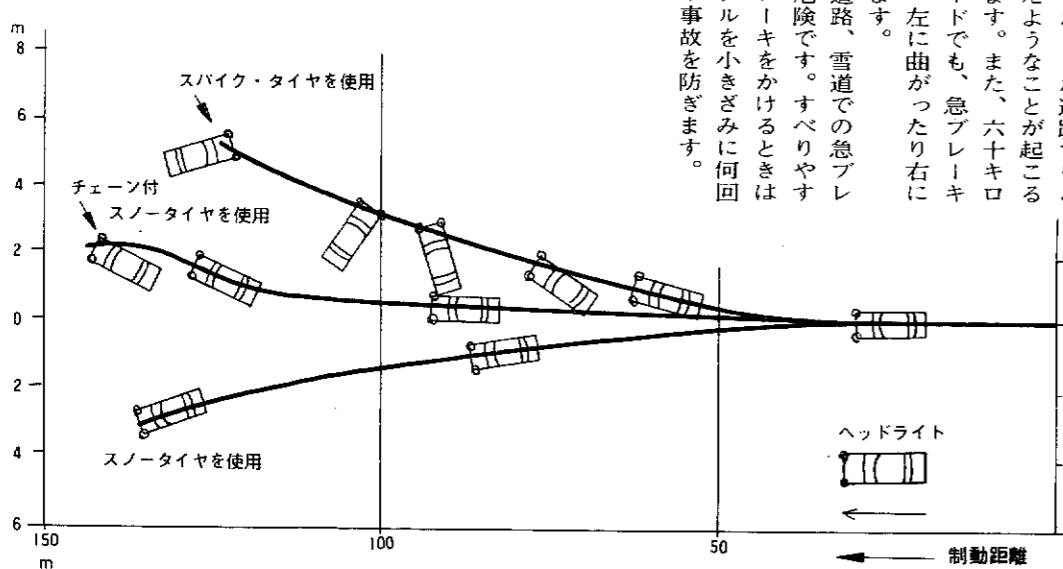 ようなことが起こる
ます。また、六十キロ
ドでも、急ブレーキ
左に曲がったり右に
ます。
道路、雪道での急ブレ
危険です。すべりやす
ーキをかけるときは
ルを小きざみに何回
事故を防ぎます。
m
8
6
4
2
0
2
4
6
スパイク・タイヤを使用
チェーン付
スノータイヤを使用
スノータイヤを使用
ヘッドライト
150
100
50
m
制動距離